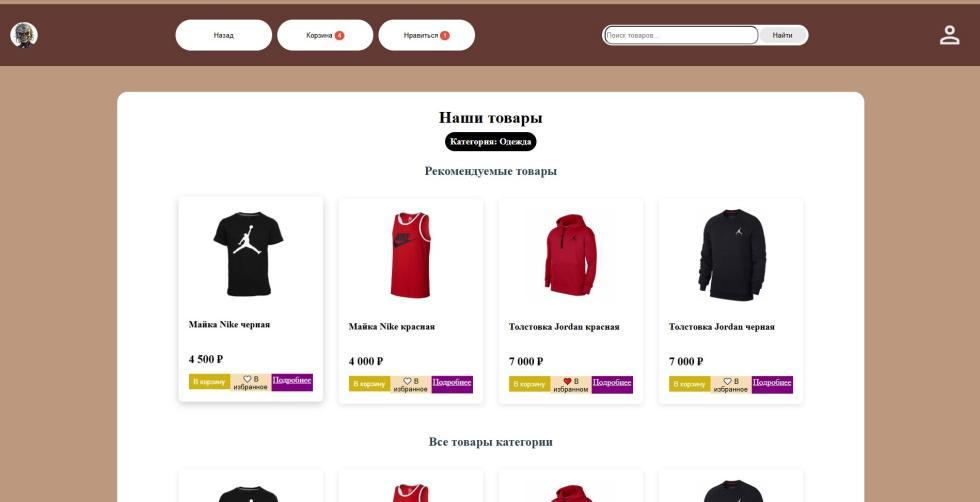 Назад
Корзина 4
Нравиться 1
Поиск товаров...
Найти
Наши товары
Категория: Одежда
Рекомендуемые товары
Майка Nike черная
4 500 ₽
В корзину
В
избранное
Подробнее
Майка Nike красная
4 000 ₽
В корзину
В
избранное
Подробнее
Толстовка Jordan красная
7 000 ₽
В корзину
В
избранном
Подробнее
Толстовка Jordan черная
7 000 ₽
В корзину
В
избранное
Подробнее
Все товары категории